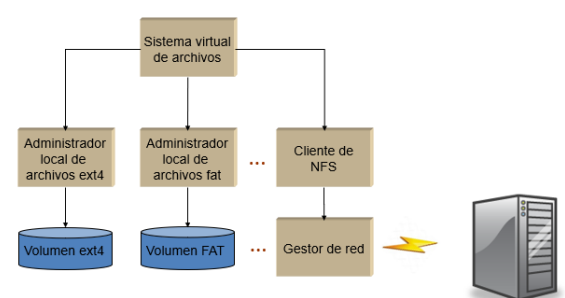 Sistema virtual
de archivos
Administrador
local de
archivos ext4
Administrador
local de
archivos fat
...
Cliente de
NFS
Volumen ext4
Volumen FAT
...
Gestor de red